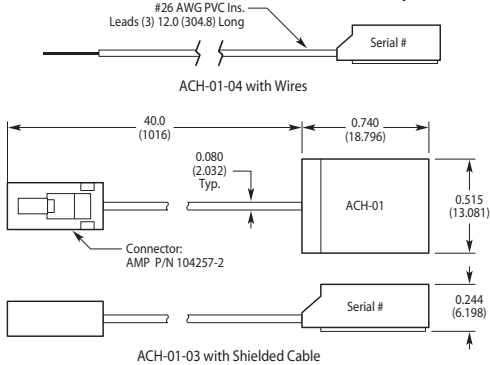 #26 AWG PVC Ins.
Leads (3) 12.0 (304.8) Long
Serial #
ACH-01-04 with Wires
40.0
(1016)
0.740
(18.796)
0.080
(2.032)
Typ.
ACH-01
0.515
(13.081)
Connector:
AMP P/N 104257-2
Serial #
0.244
(6.198)
ACH-01-03 with Shielded Cable